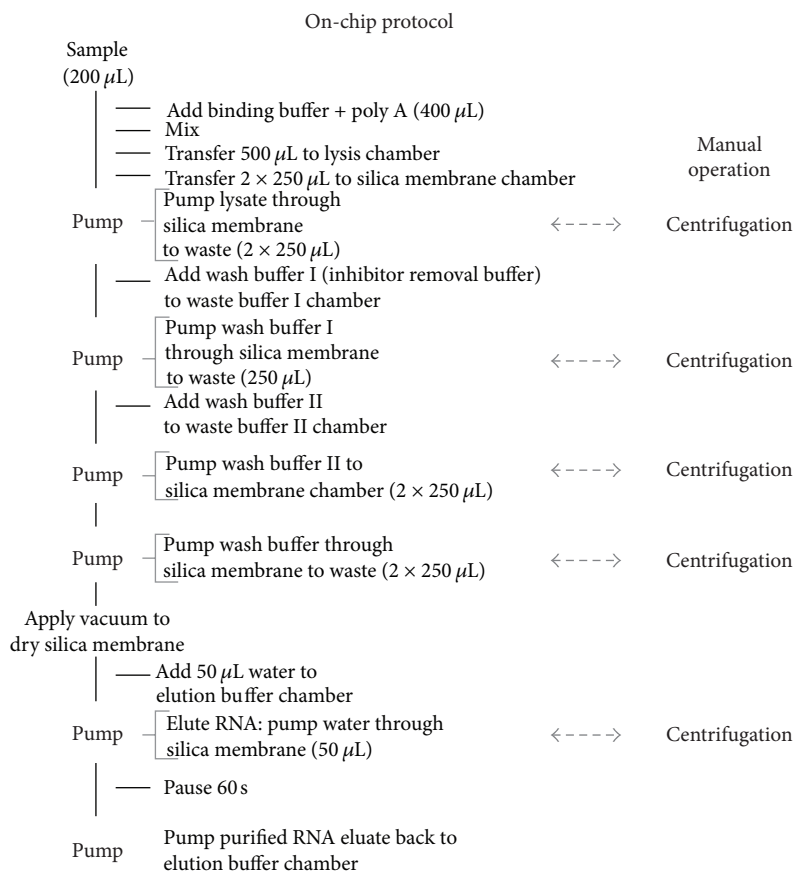 On-chip protocol
Sample
(200 μL)
Add binding buffer + poly A (400 μL)
Mix
Transfer 500 μL to lysis chamber
Transfer 2 × 250 μL to silica membrane chamber
Manual
operation
Pump
Pump lysate through
silica membrane
to waste (2 × 250 μL)
Centrifugation
Add wash buffer I (inhibitor removal buffer)
to waste buffer I chamber
Pump
Pump wash buffer I
through silica membrane
to waste (250 μL)
Centrifugation
Add wash buffer II
to waste buffer II chamber
Pump
Pump wash buffer II to
silica membrane chamber (2 × 250 μL)
Centrifugation
Pump
Pump wash buffer through
silica membrane to waste (2 × 250 μL)
Centrifugation
Apply vacuum to
dry silica membrane
Add 50 μL water to
elution buffer chamber
Pump
Elute RNA: pump water through
silica membrane (50 μL)
Centrifugation
Pause 60 s
Pump
Pump purified RNA eluate back to
elution buffer chamber